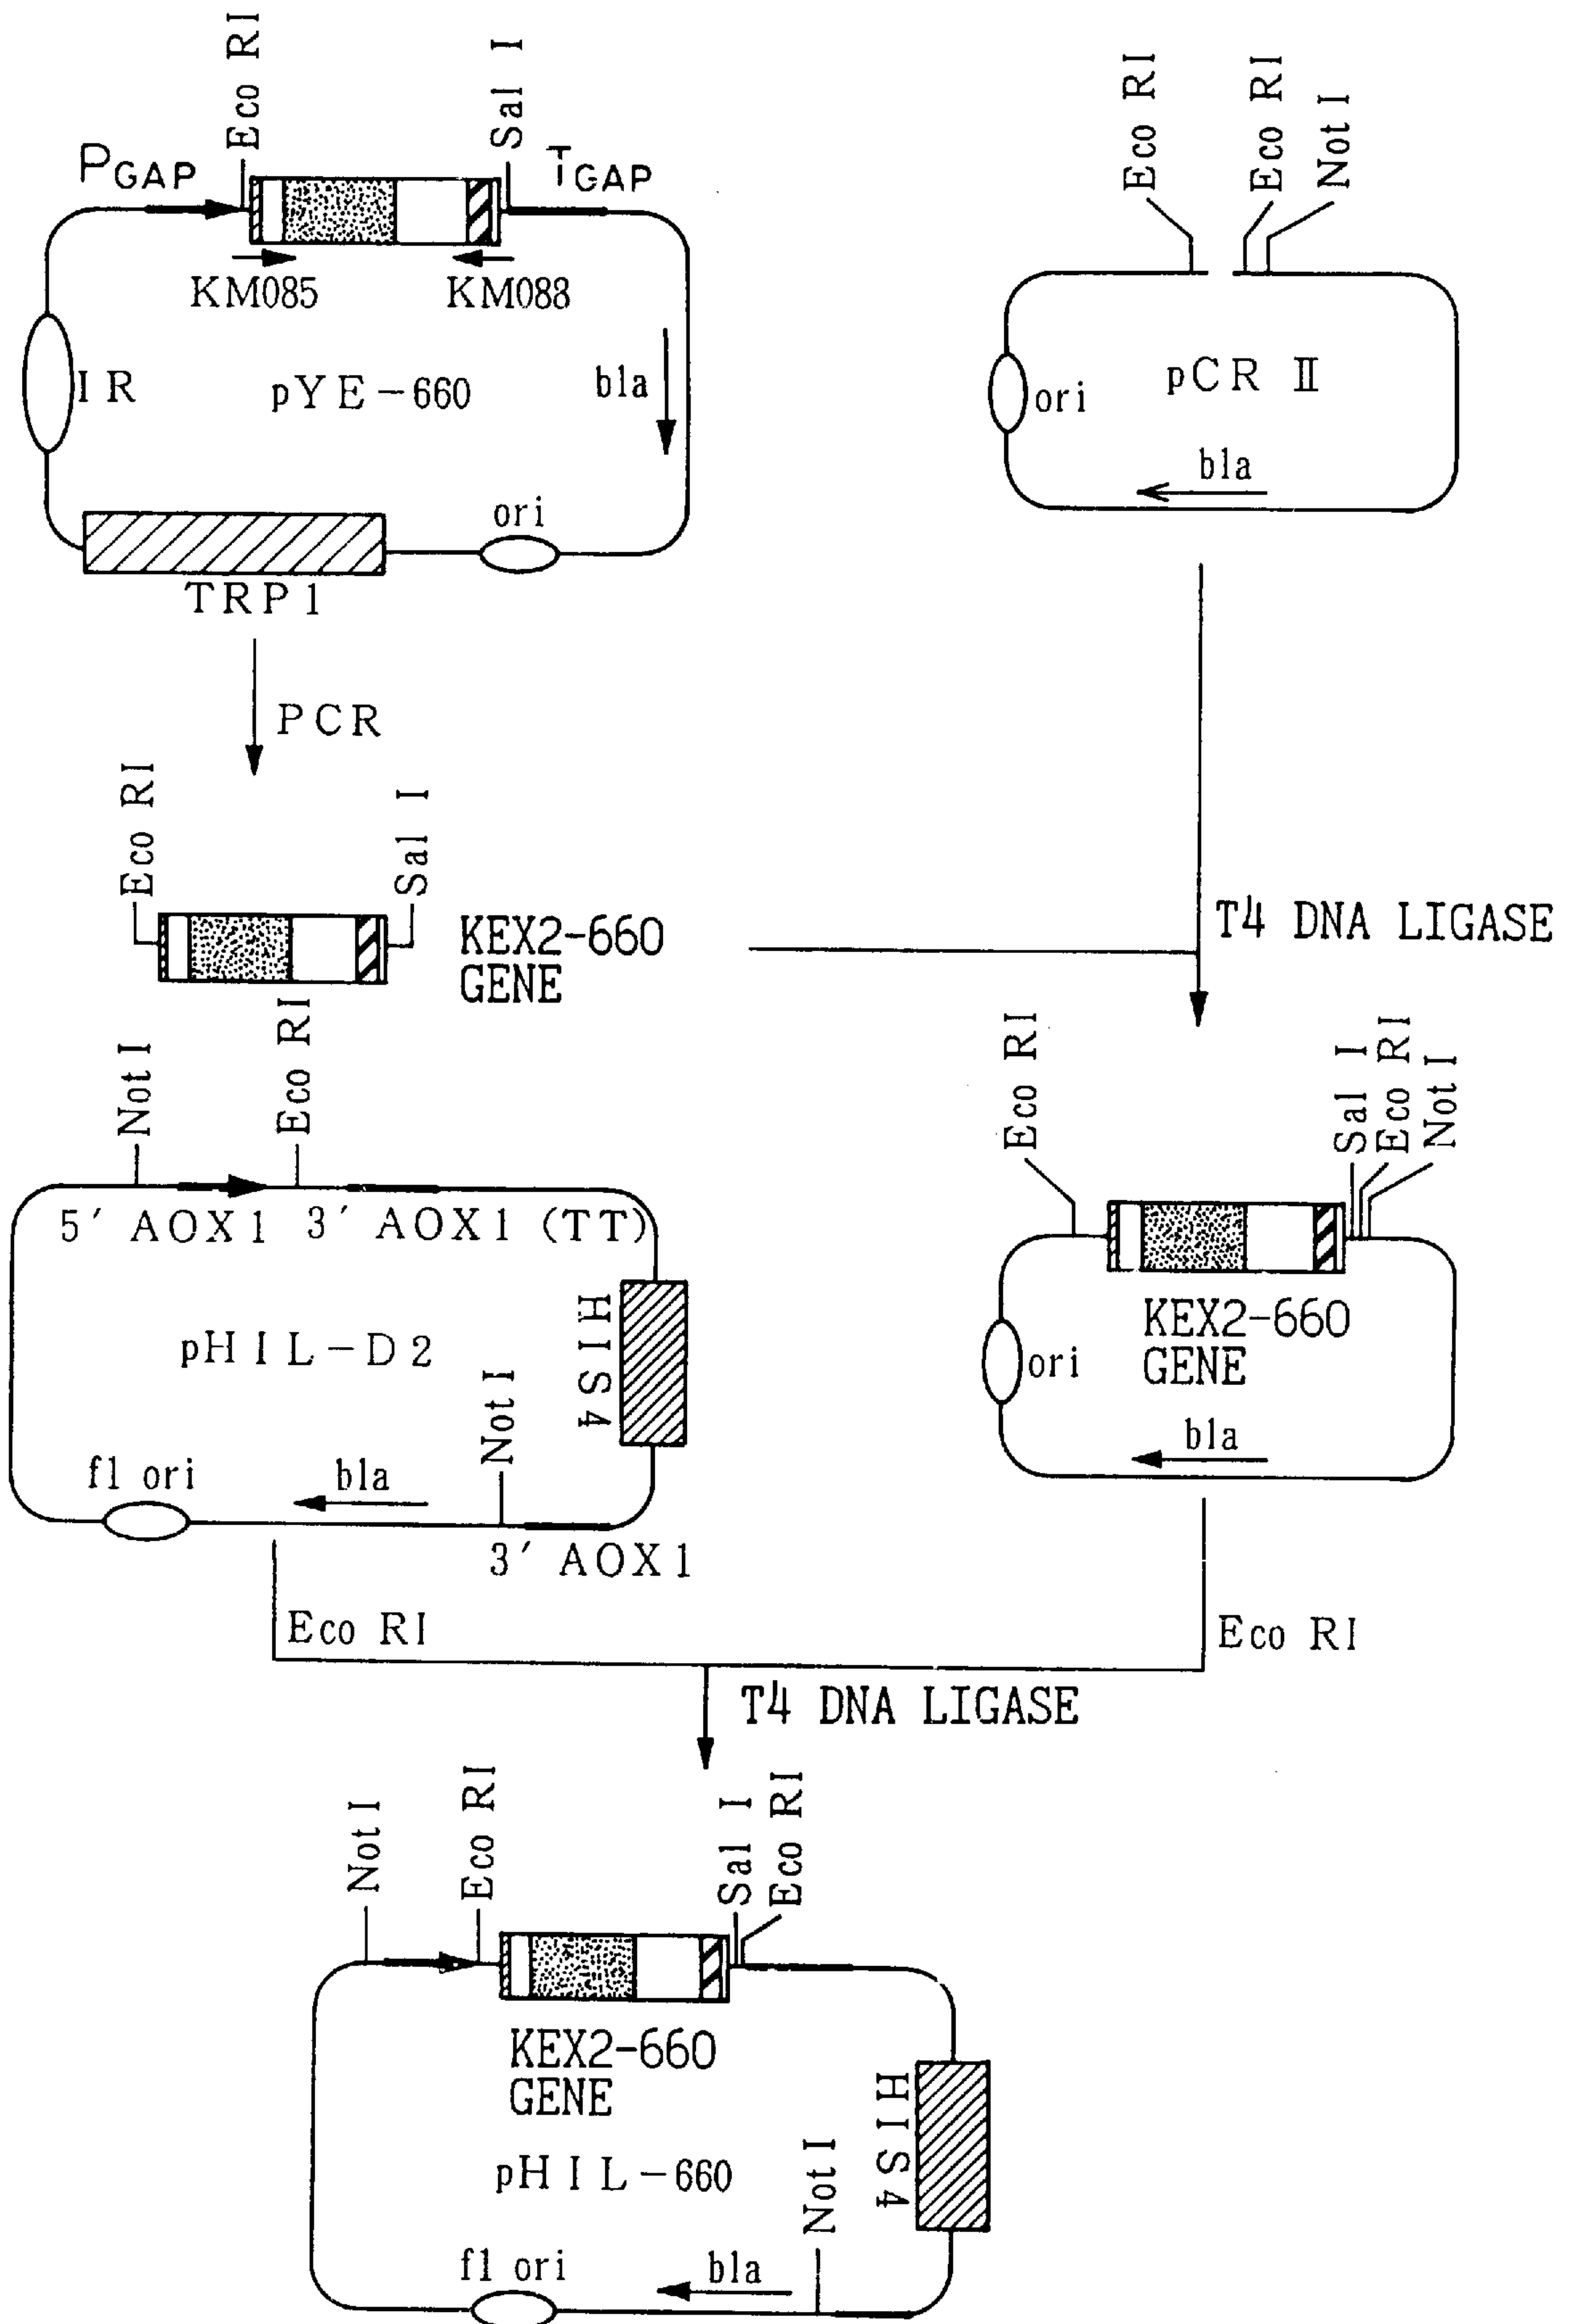 Eco RI
Sal I
PGAP
TGAP
KM085
KM088
IR
pYE-660
bla
ori
TRP1
Eco RI
Eco RI
Not I
pCR II
ori
bla
PCR
Eco RI
Sal I
KEX2-660
GENE
T4 DNA LIGASE
Not I
Eco RI
5' AOX1
3' AOX1 (TT)
HIS4
pHIL-D2
Not I
f1 ori
bla
3' AOX1
Eco RI
Sal I
Eco RI
Not I
KEX2-660
GENE
ori
bla
Eco RI
Eco RI
T4 DNA LIGASE
Not I
Eco RI
Sal I
Eco RI
KEX2-660
GENE
HIS4
pHIL-660
Not I
f1 ori
bla